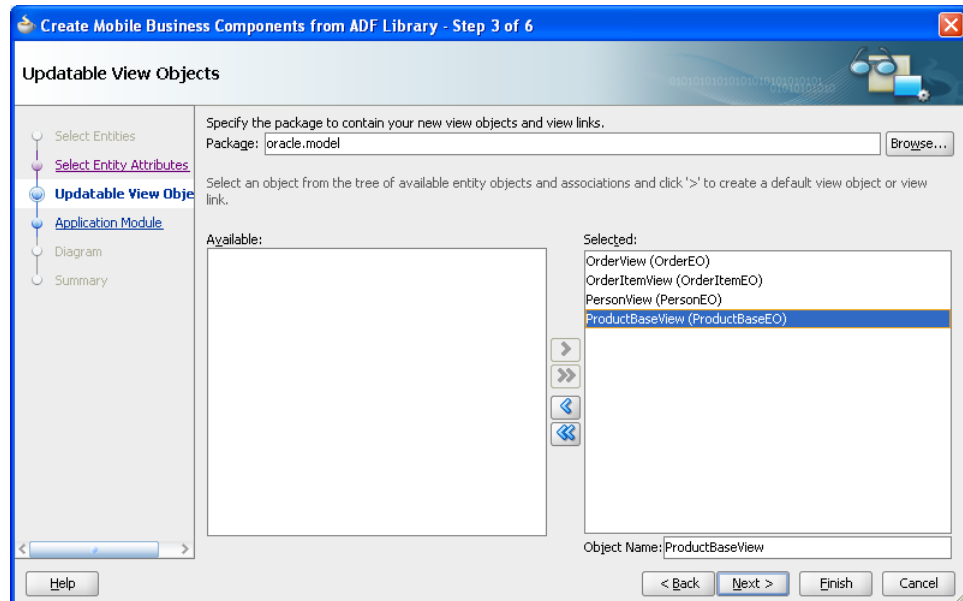 Create Mobile Business Components from ADF Library - Step 3 of 6
Updatable View Objects
Select Entities
Select Entity Attributes
Updatable View Obje
Application Module
Diagram
Summary
Specify the package to contain your new view objects and view links.
Package: oracle.model
Browse...
Select an object from the tree of available entity objects and associations and click '>' to create a default view object or view
link.
Available:
Selected:
OrderView (OrderEO)
OrderItemView (OrderItemEO)
PersonView (PersonEO)
ProductBaseView (ProductBaseEO)
Object Name: ProductBaseView
Help
< Back
Next >
Finish
Cancel